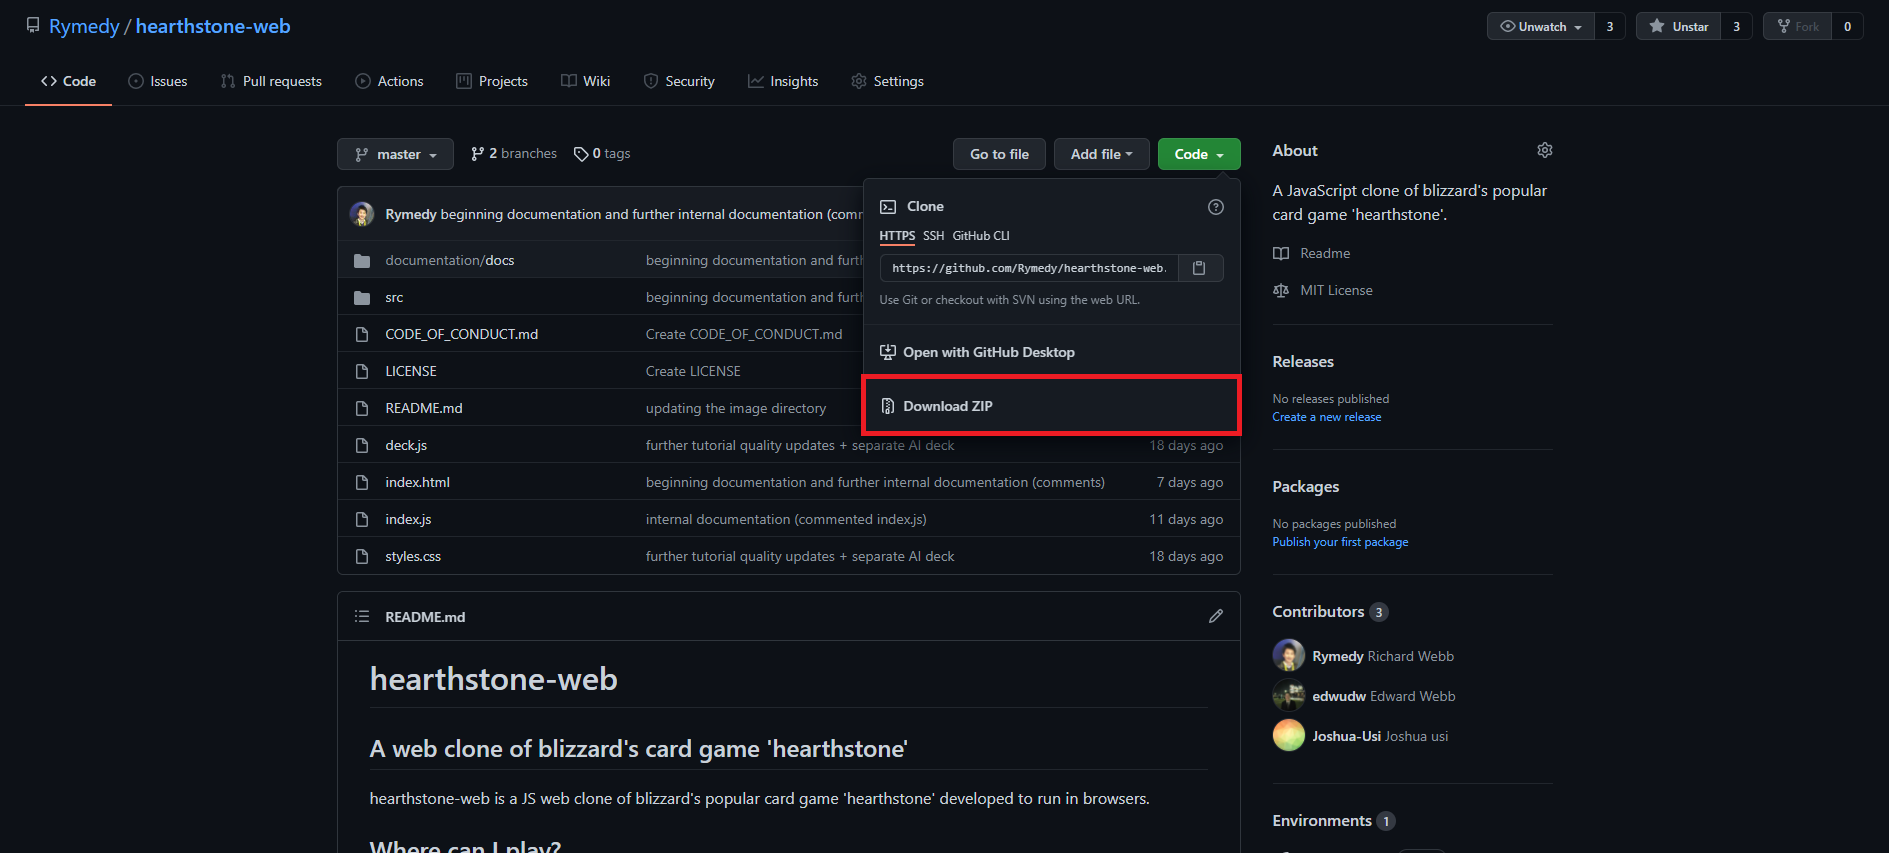 Rymedy / hearthstone-web
Unwatch 3
Unstar 3
Fork 0
Code Issues Pull requests Actions Projects Wiki Security Insights Settings
master 2 branches 0 tags
Go to file Add file Code
Rymedy beginning documentation and further internal documentation (comm
documentation/docs beginning documentation and furth
src beginning documentation and furth
CODE_OF_CONDUCT.md Create CODE_OF_CONDUCT.md
LICENSE Create LICENSE
README.md updating the image directory
deck.js further tutorial quality updates + separate AI deck 18 days ago
index.html beginning documentation and further internal documentation (comments) 7 days ago
index.js internal documentation (commented index.js) 11 days ago
styles.css further tutorial quality updates + separate AI deck 18 days ago
Clone
HTTPS SSH GitHub CLI
https://github.com/Rymedy/hearthstone-web.
Use Git or checkout with SVN using the web URL.
Open with GitHub Desktop
Download ZIP
README.md
hearthstone-web
A web clone of blizzard's card game 'hearthstone'
hearthstone-web is a JS web clone of blizzard's popular card game 'hearthstone' developed to run in browsers.
Where can I play?
About
A JavaScript clone of blizzard's popular
card game 'hearthstone'.
Readme
MIT License
Releases
No releases published
Create a new release
Packages
No packages published
Publish your first package
Contributors 3
Rymedy Richard Webb
edwudw Edward Webb
Joshua-Usi Joshua usi
Environments 1